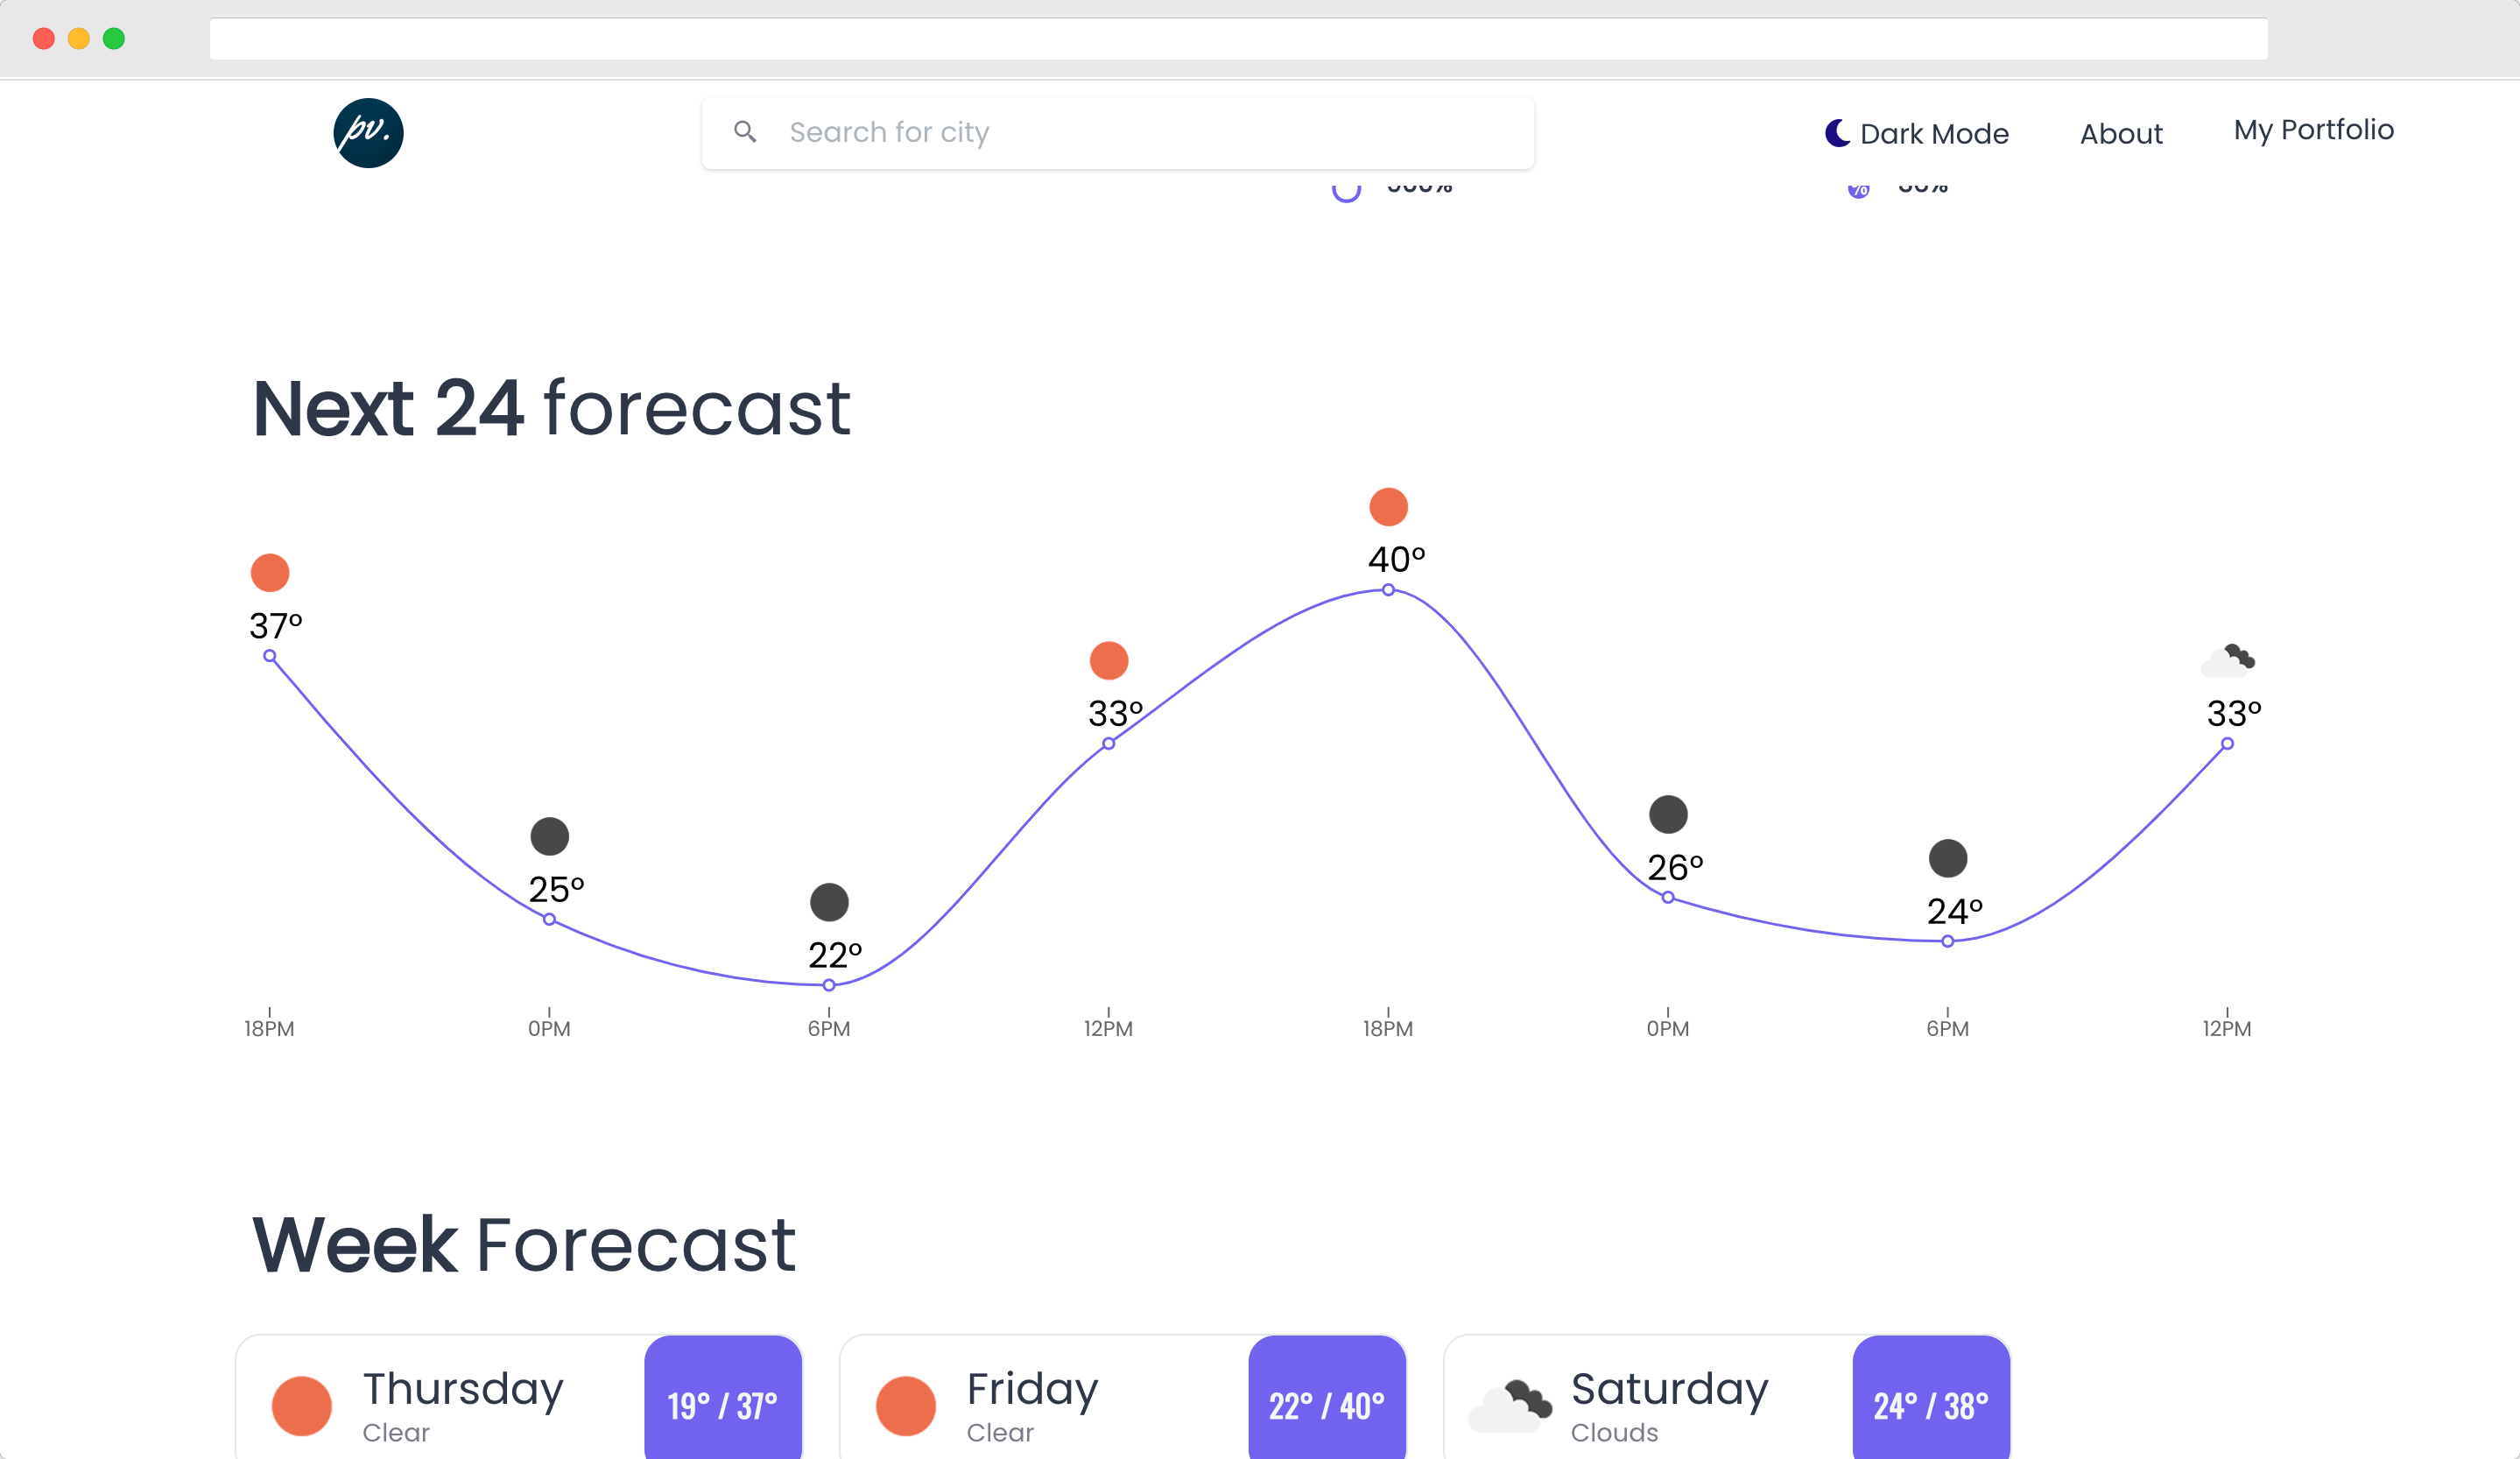 pv.
Search for city
Dark Mode
About
My Portfolio
Next 24 forecast
40°
37°
33°
33°
26°
25°
24°
22°
18PM 0PM 6PM 12PM 18PM 0PM 6PM 12PM
Week Forecast
Thursday
Clear
19° / 37°
Friday
Clear
22° / 40°
Saturday
Clouds
24° / 38°